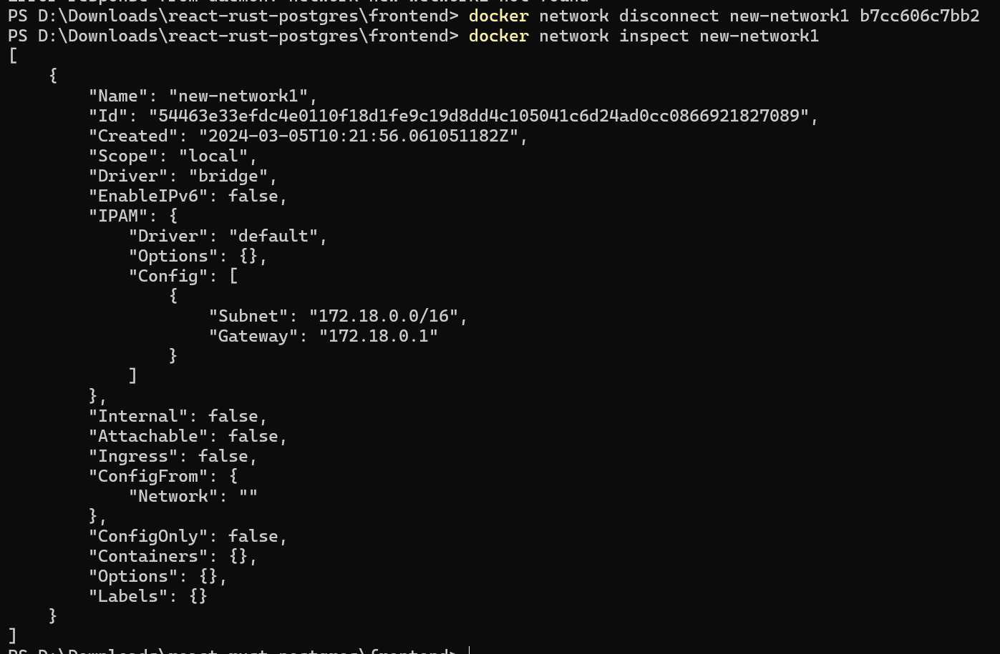 PS D:\Downloads\react-rust-postgres\frontend> docker network disconnect new-network1 b7cc606c7bb2
PS D:\Downloads\react-rust-postgres\frontend> docker network inspect new-network1
[
    {
        "Name": "new-network1",
        "Id": "54463e33efdc4e0110f18d1fe9c19d8dd4c105041c6d24ad0cc0866921827089",
        "Created": "2024-03-05T10:21:56.061051182Z",
        "Scope": "local",
        "Driver": "bridge",
        "EnableIPv6": false,
        "IPAM": {
            "Driver": "default",
            "Options": {},
            "Config": [
                {
                    "Subnet": "172.18.0.0/16",
                    "Gateway": "172.18.0.1"
                }
            ]
        },
        "Internal": false,
        "Attachable": false,
        "Ingress": false,
        "ConfigFrom": {
            "Network": ""
        },
        "ConfigOnly": false,
        "Containers": {},
        "Options": {},
        "Labels": {}
    }
]
PS D:\Downloads\react-rust-postgres\frontend>